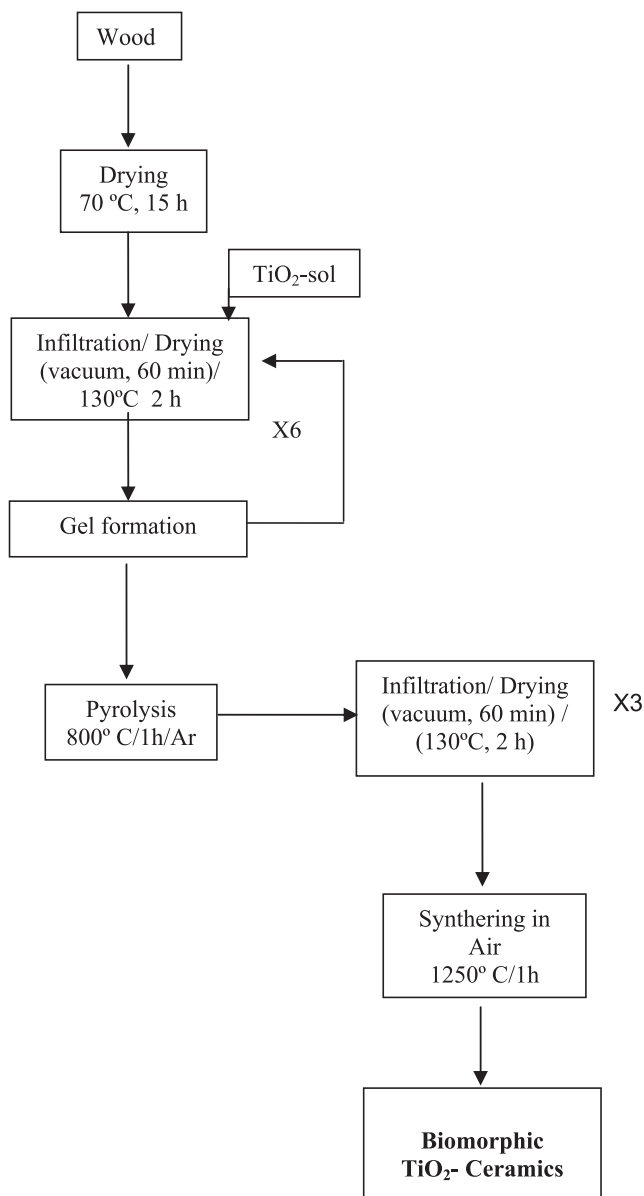 Wood
Drying
70 ºC, 15 h
TiO₂-sol
Infiltration/ Drying
(vacuum, 60 min)/
130ºC 2 h
X6
Gel formation
Pyrolysis
800º C/1h/Ar
Infiltration/ Drying
(vacuum, 60 min) /
(130ºC, 2 h)
X3
Synthering in
Air
1250º C/1h
Biomorphic
TiO₂- Ceramics